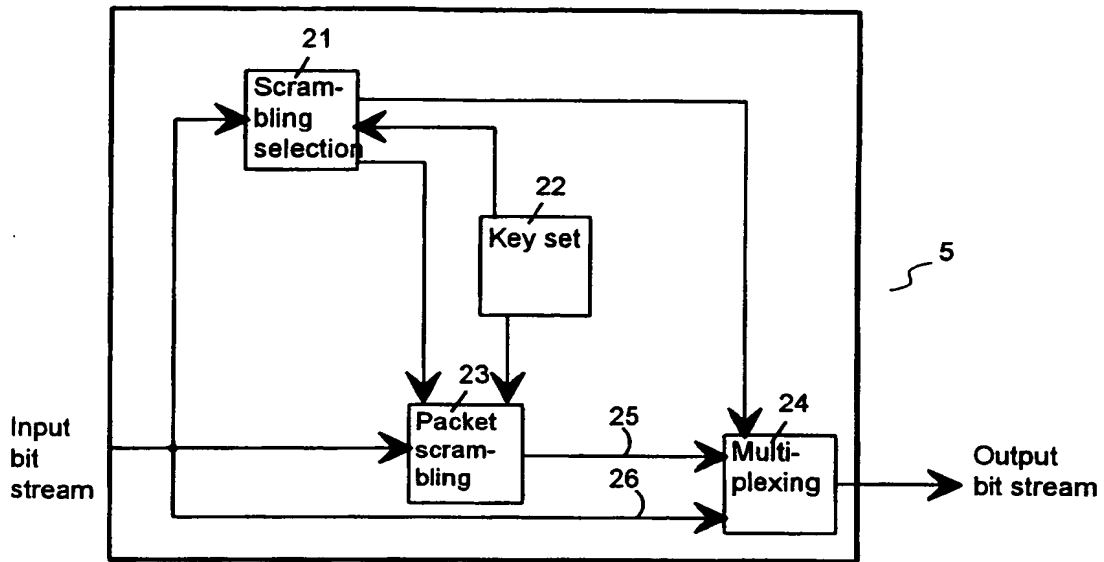 21
Scram-
bling
selection
22
Key set
5
23
Packet
scram-
bling
25
24
Multi-
plexing
26
Input
bit
stream
Output
bit stream